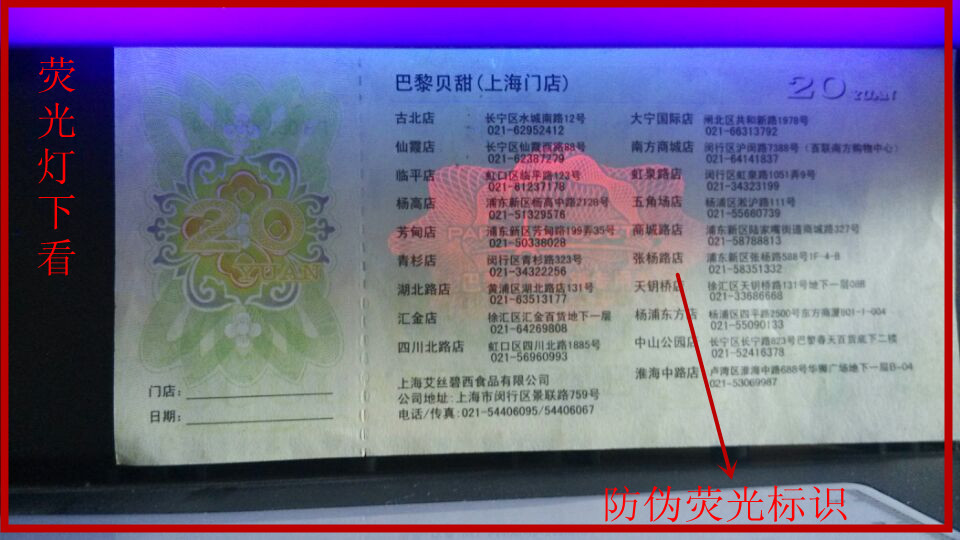 荧光灯下看
20
YUAN
门店:
日期:
巴黎贝甜(上海门店)
20 YUAN
古北店 长宁区水城南路12号
021-62952412
仙霞店 长宁区仙霞西路88号
021-62387279
临平店 虹口区临平路123号
021-61237178
杨高店 浦东新区杨高中路2128号
021-51329576
芳甸店 浦东新区芳甸路199弄35号
021-50338028
青杉店 闵行区青杉路323号
021-34322256
湖北路店 黄浦区湖北路店131号
021-63513177
汇金店 徐汇区汇金百货地下一层
021-64269808
四川北路店 虹口区四川北路1885号
021-56960993
大宁国际店 闸北区共和新路1978号
021-66313792
南方商城店 闵行区沪闵路7388号(百联南方购物中心)
021-64141837
虹泉路店 闵行区虹泉路1051弄9号
021-34323199
五角场店 杨浦区淞沪路111号
021-55660739
商城路店 浦东新区陆家嘴街道商城路327号
021-58788813
张杨路店 浦东新区张杨路588号1F-4-B
021-58351332
天钥桥店 徐汇区天钥桥路131号地下一层
021-33686668
杨浦东方店 杨浦区四平路2500号东方商厦
021-55090133
中山公园店 长宁区长宁路823号巴黎春天百货底下二楼
021-52416378
淮海中路店 卢湾区淮海中路688号华狮广场地下一层B-04
021-53069987
上海艾丝碧西食品有限公司
公司地址:上海市闵行区景联路759号
电话/传真:021-54406095/54406067
防伪荧光标识